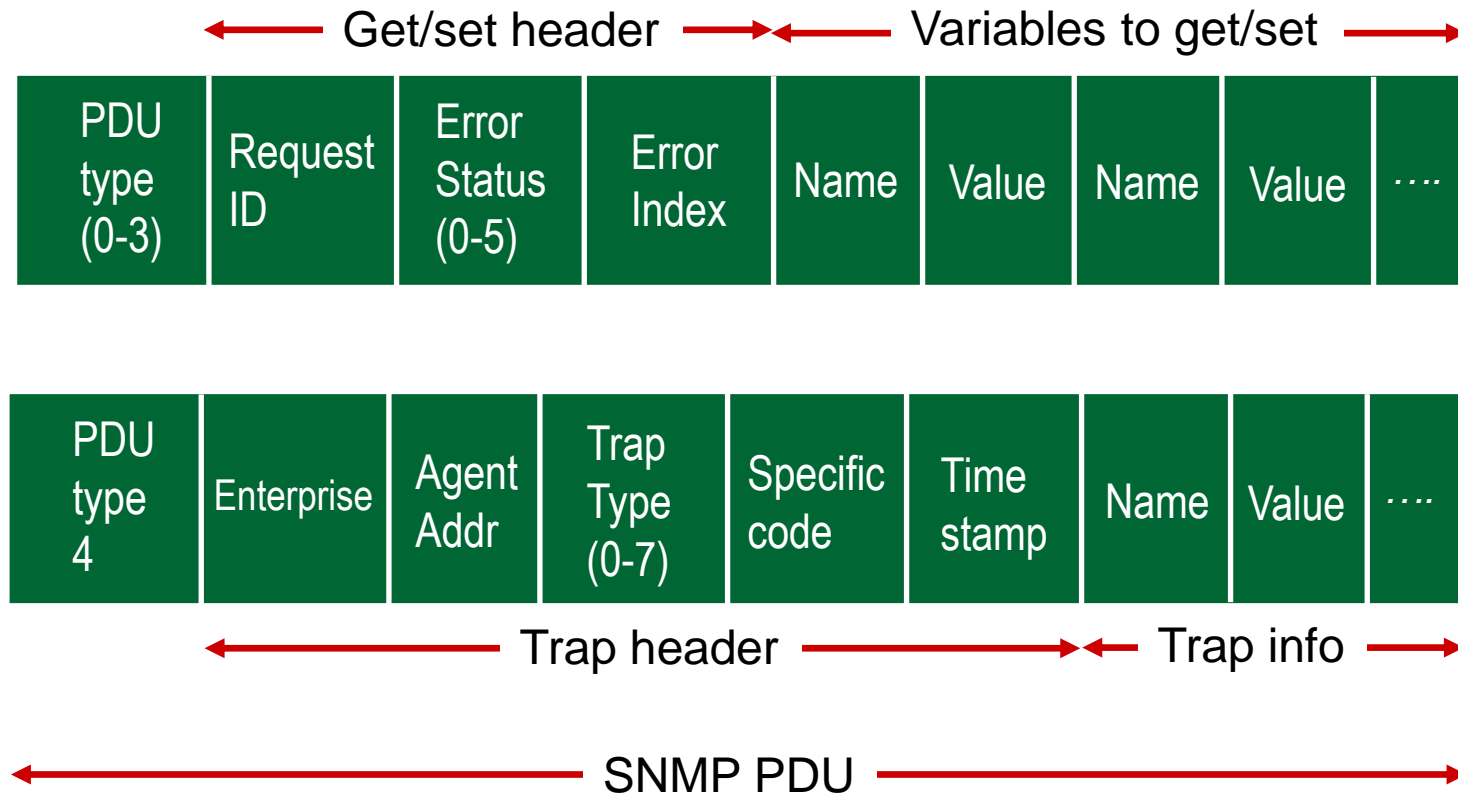 Get/set header Variables to get/set
PDU
type
(0-3)
Request
ID
Error
Status
(0-5)
Error
Index
Name
Value
Name
Value
....
PDU
type
4
Enterprise
Agent
Addr
Trap
Type
(0-7)
Specific
code
Time
stamp
Name
Value
....
Trap header Trap info
SNMP PDU